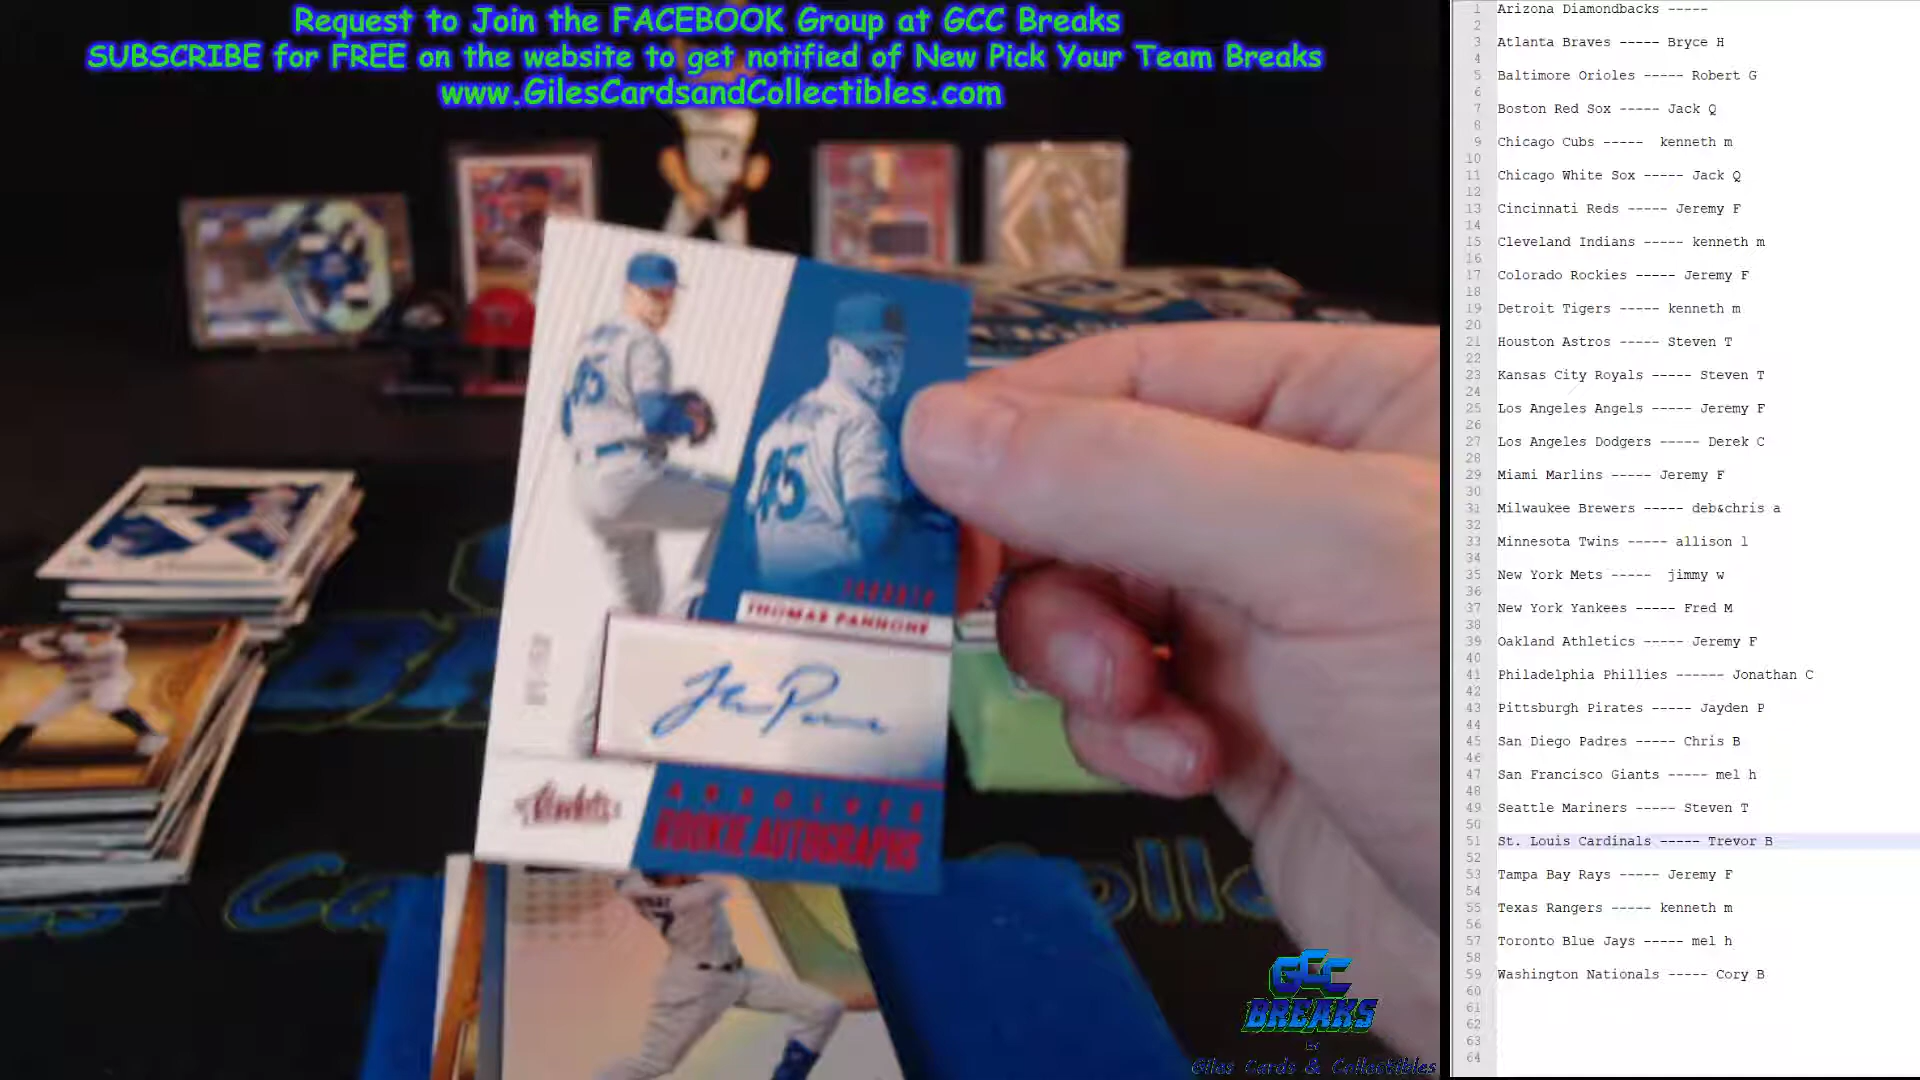 Request to Join the FACEBOOK Group at GCC Breaks
SUBSCRIBE for FREE on the website to get notified of New Pick Your Team Breaks
www.GilesCardsandCollectibles.com
45
45
TORONTO
THOMAS PANNONE
Absolute
ABSOLUTE
ROOKIE AUTOGRAPHS
GCC
BREAKS
BY
Giles Cards & Collectibles
1 Arizona Diamondbacks -----
2
3 Atlanta Braves ----- Bryce H
4
5 Baltimore Orioles ----- Robert G
6
7 Boston Red Sox ----- Jack Q
8
9 Chicago Cubs ----- kenneth m
10
11 Chicago White Sox ----- Jack Q
12
13 Cincinnati Reds ----- Jeremy F
14
15 Cleveland Indians ----- kenneth m
16
17 Colorado Rockies ----- Jeremy F
18
19 Detroit Tigers ----- kenneth m
20
21 Houston Astros ----- Steven T
22
23 Kansas City Royals ----- Steven T
24
25 Los Angeles Angels ----- Jeremy F
26
27 Los Angeles Dodgers ----- Derek C
28
29 Miami Marlins ----- Jeremy F
30
31 Milwaukee Brewers ----- deb&chris a
32
33 Minnesota Twins ----- allison l
34
35 New York Mets ----- jimmy w
36
37 New York Yankees ----- Fred M
38
39 Oakland Athletics ----- Jeremy F
40
41 Philadelphia Phillies ------ Jonathan C
42
43 Pittsburgh Pirates ----- Jayden P
44
45 San Diego Padres ----- Chris B
46
47 San Francisco Giants ----- mel h
48
49 Seattle Mariners ----- Steven T
50
51 St. Louis Cardinals ----- Trevor B
52
53 Tampa Bay Rays ----- Jeremy F
54
55 Texas Rangers ----- kenneth m
56
57 Toronto Blue Jays ----- mel h
58
59 Washington Nationals ----- Cory B
60
61
62
63
64